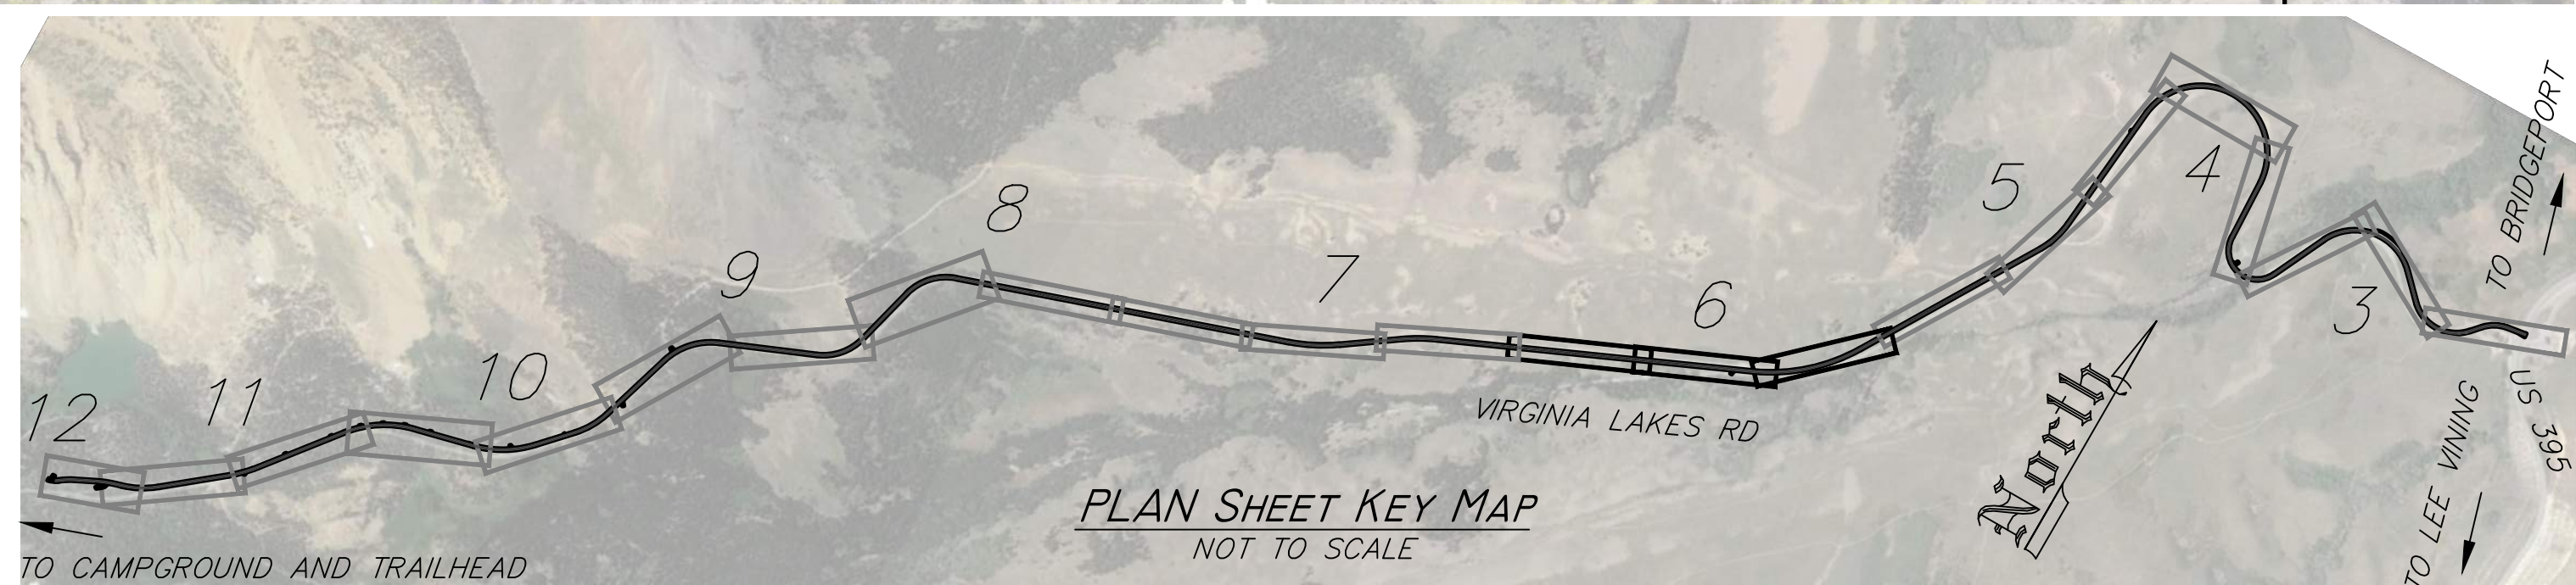 TO BRIDGEPORT
4
5
8
9
7
6
3
10
11
12
US 395
TO LEE VINING
VIRGINIA LAKES RD
North
PLAN SHEET KEY MAP
NOT TO SCALE
TO CAMPGROUND AND TRAILHEAD